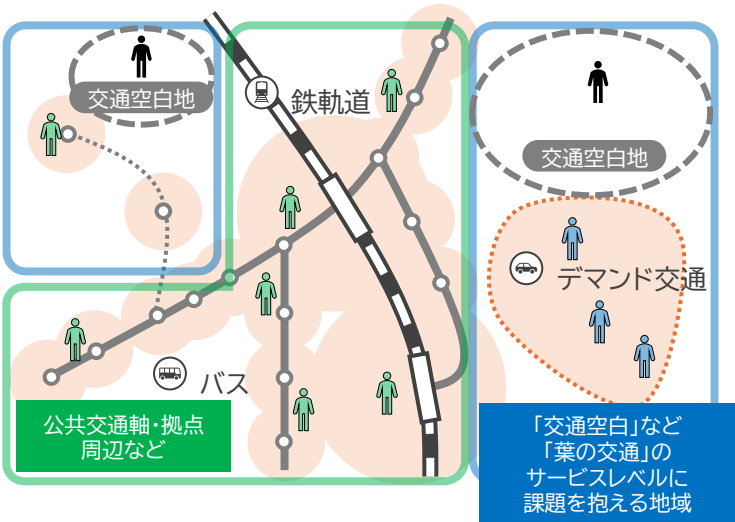 交通空白地
鉄軌道
交通空白地
デマンド交通
バス
公共交通軸・拠点
周辺など
「交通空白」など
「葉の交通」の
サービスレベルに
課題を抱える地域